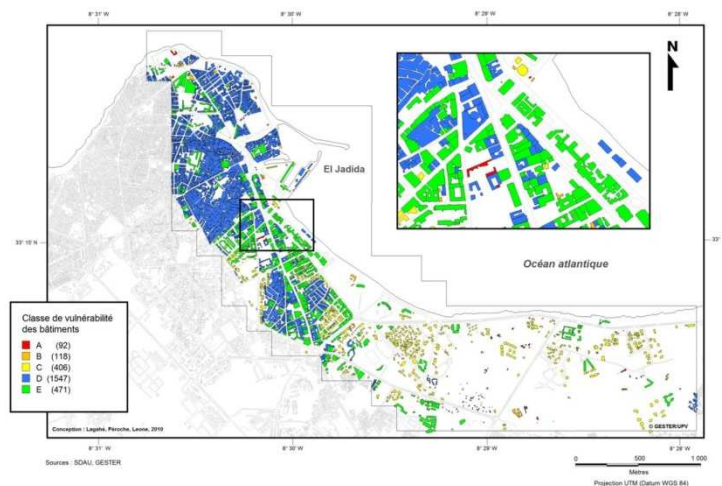 8° 31' W
8° 30' W
8° 29' W
8° 28' W
N
El Jadida
33° 15' N
33° 15'
Océan atlantique
Classe de vulnérabilité
des bâtiments
A (92)
B (118)
C (406)
D (1547)
E (471)
Conception : Lagahé, Péroche, Leone, 2010
© GESTER/UPV
8° 31' W
8° 30' W
8° 29' W
8° 28' W
Sources : SDAU, GESTER
0 500 1 000
Mètres
Projection UTM (Datum WGS 84)